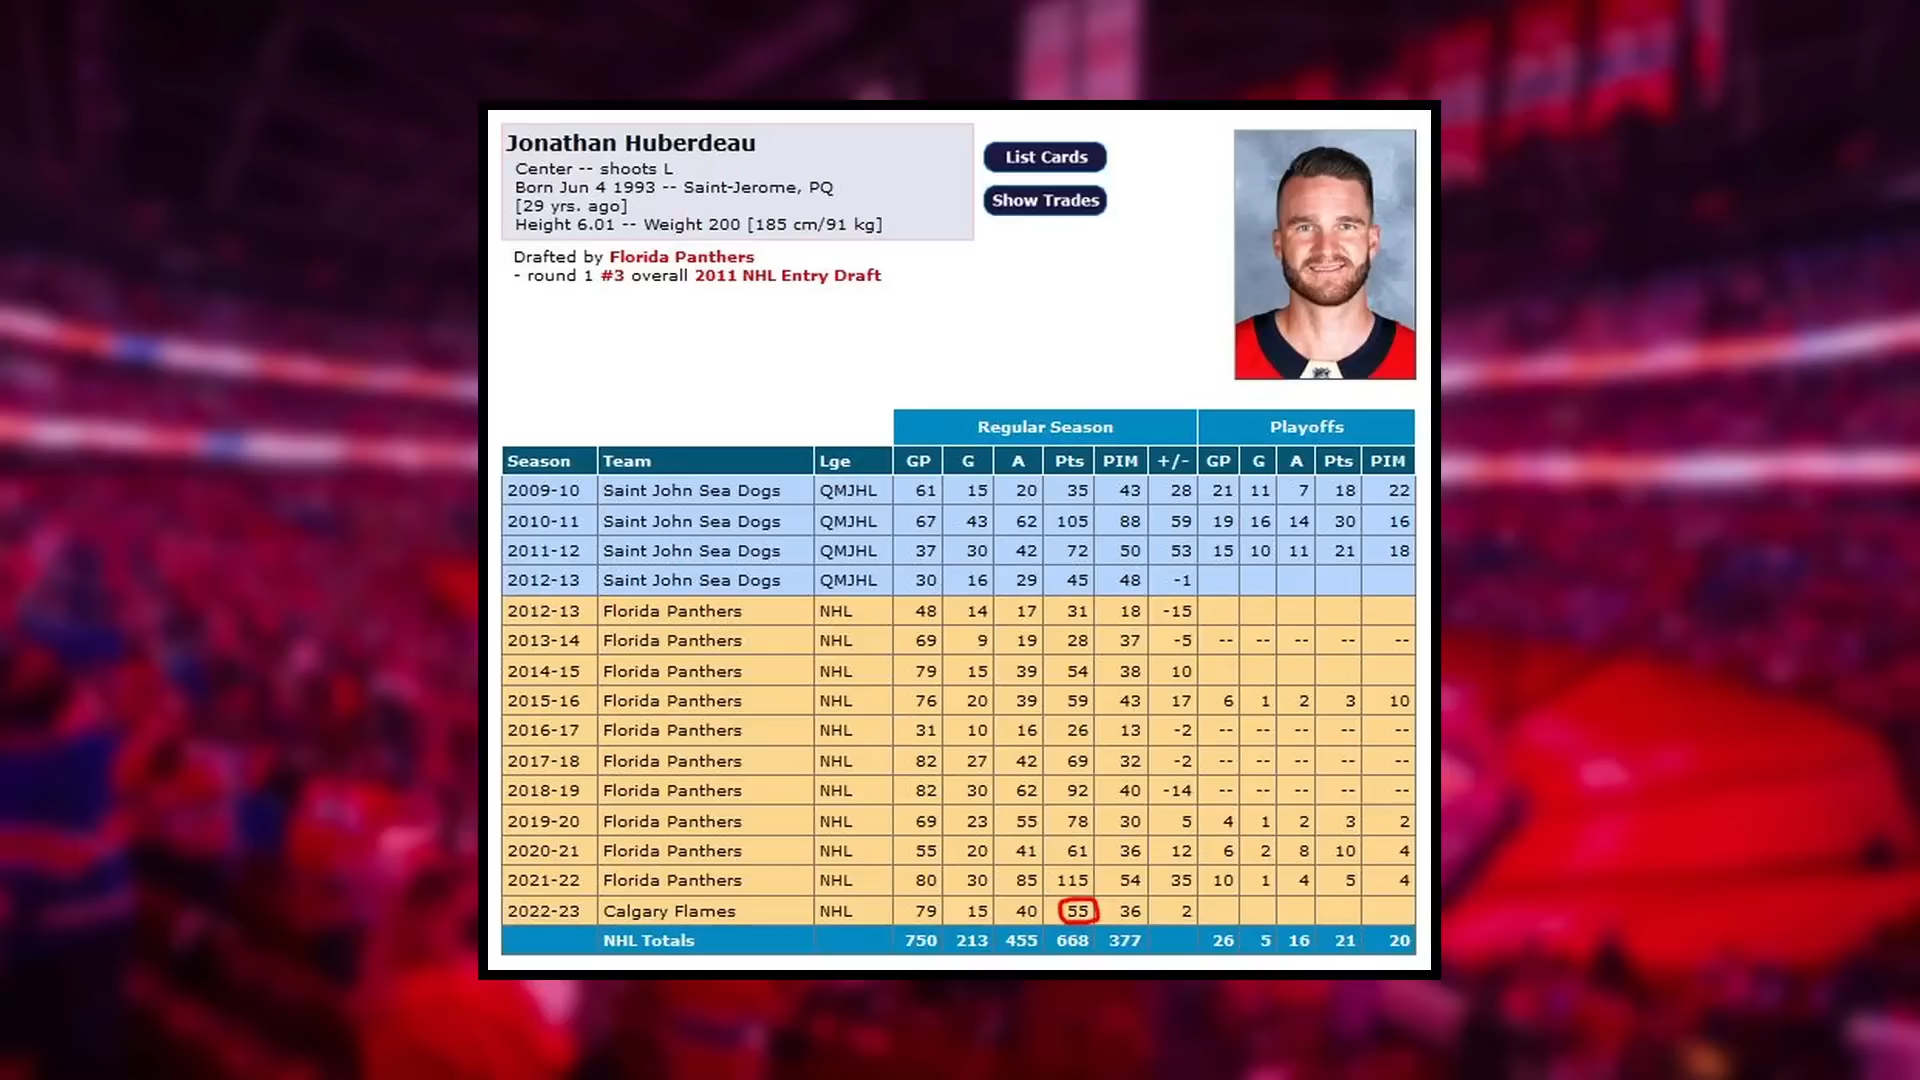 Jonathan Huberdeau
Center -- shoots L
Born Jun 4 1993 -- Saint-Jerome, PQ
[29 yrs. ago]
Height 6.01 -- Weight 200 [185 cm/91 kg]
List Cards
Show Trades
Drafted by Florida Panthers
- round 1 #3 overall 2011 NHL Entry Draft
Regular Season Playoffs
Season Team Lge GP G A Pts PIM +/- GP G A Pts PIM
2009-10 Saint John Sea Dogs QMJHL 61 15 20 35 43 28 21 11 7 18 22
2010-11 Saint John Sea Dogs QMJHL 67 43 62 105 88 59 19 16 14 30 16
2011-12 Saint John Sea Dogs QMJHL 37 30 42 72 50 53 15 10 11 21 18
2012-13 Saint John Sea Dogs QMJHL 30 16 29 45 48 -1
2012-13 Florida Panthers NHL 48 14 17 31 18 -15
2013-14 Florida Panthers NHL 69 9 19 28 37 -5 -- -- -- -- --
2014-15 Florida Panthers NHL 79 15 39 54 38 10
2015-16 Florida Panthers NHL 76 20 39 59 43 17 6 1 2 3 10
2016-17 Florida Panthers NHL 31 10 16 26 13 -2 -- -- -- -- --
2017-18 Florida Panthers NHL 82 27 42 69 32 -2 -- -- -- -- --
2018-19 Florida Panthers NHL 82 30 62 92 40 -14 -- -- -- -- --
2019-20 Florida Panthers NHL 69 23 55 78 30 5 4 1 2 3 2
2020-21 Florida Panthers NHL 55 20 41 61 36 12 6 2 8 10 4
2021-22 Florida Panthers NHL 80 30 85 115 54 35 10 1 4 5 4
2022-23 Calgary Flames NHL 79 15 40 55 36 2
NHL Totals 750 213 455 668 377 26 5 16 21 20